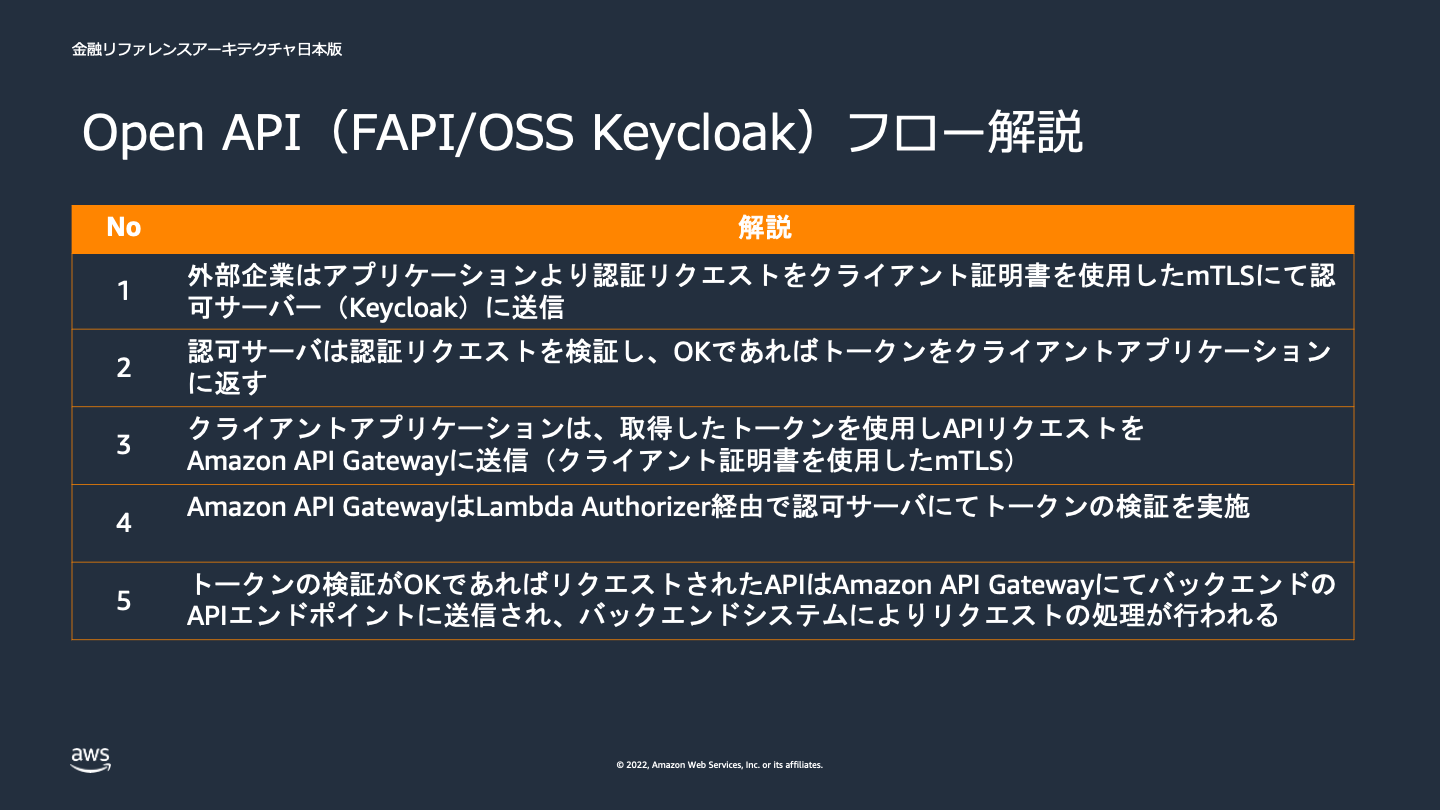 金融リファレンスアーキテクチャ日本版
Open API（FAPI/OSS Keycloak）フロー解説
No 解説
1 外部企業はアプリケーションより認証リクエストをクライアント証明書を使用したmTLSにて認
可サーバー（Keycloak）に送信
2 認可サーバは認証リクエストを検証し、OKであればトークンをクライアントアプリケーション
に返す
3 クライアントアプリケーションは、取得したトークンを使用しAPIリクエストを
Amazon API Gatewayに送信（クライアント証明書を使用したmTLS）
4 Amazon API GatewayはLambda Authorizer経由で認可サーバにてトークンの検証を実施
5 トークンの検証がOKであればリクエストされたAPIはAmazon API Gatewayにてバックエンドの
APIエンドポイントに送信され、バックエンドシステムによりリクエストの処理が行われる
aws
© 2022, Amazon Web Services, Inc. or its affiliates.